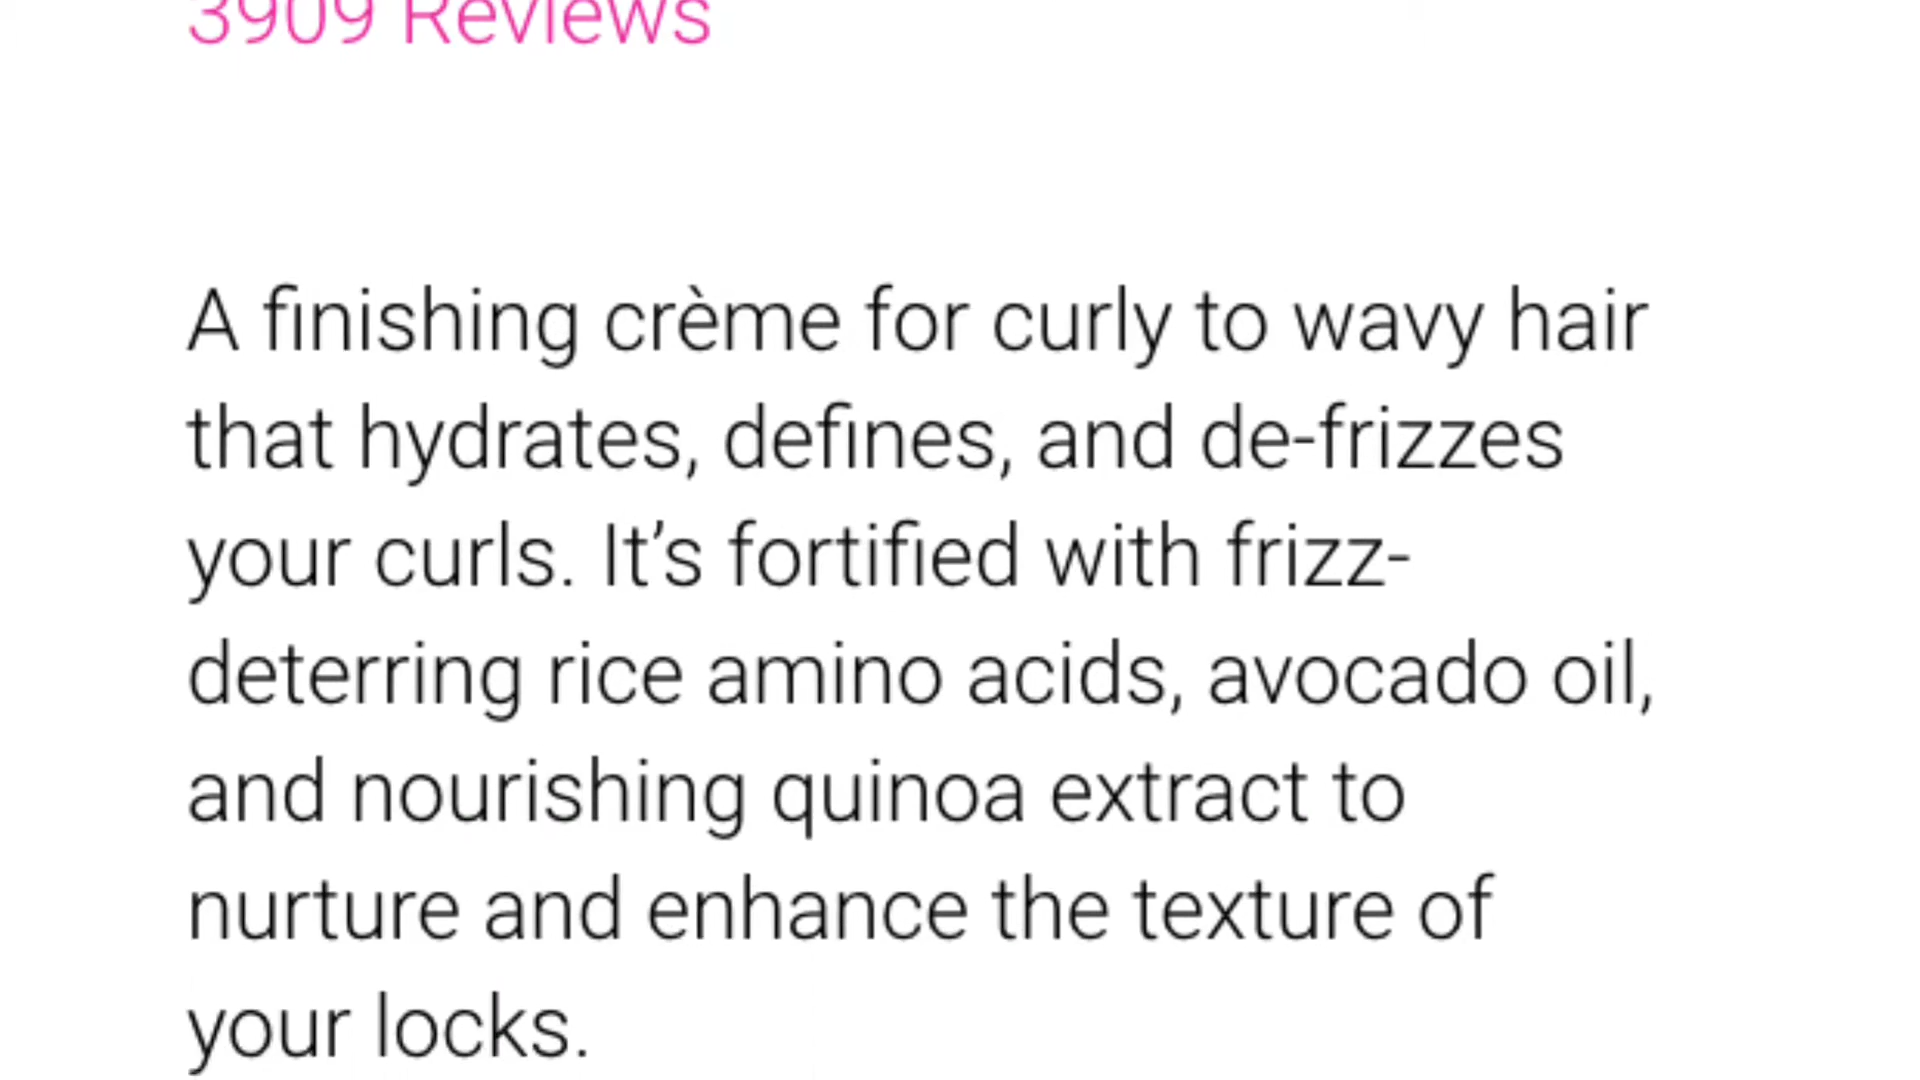 3909 Reviews
A finishing crème for curly to wavy hair
that hydrates, defines, and de-frizzes
your curls. It’s fortified with frizz-
deterring rice amino acids, avocado oil,
and nourishing quinoa extract to
nurture and enhance the texture of
your locks.